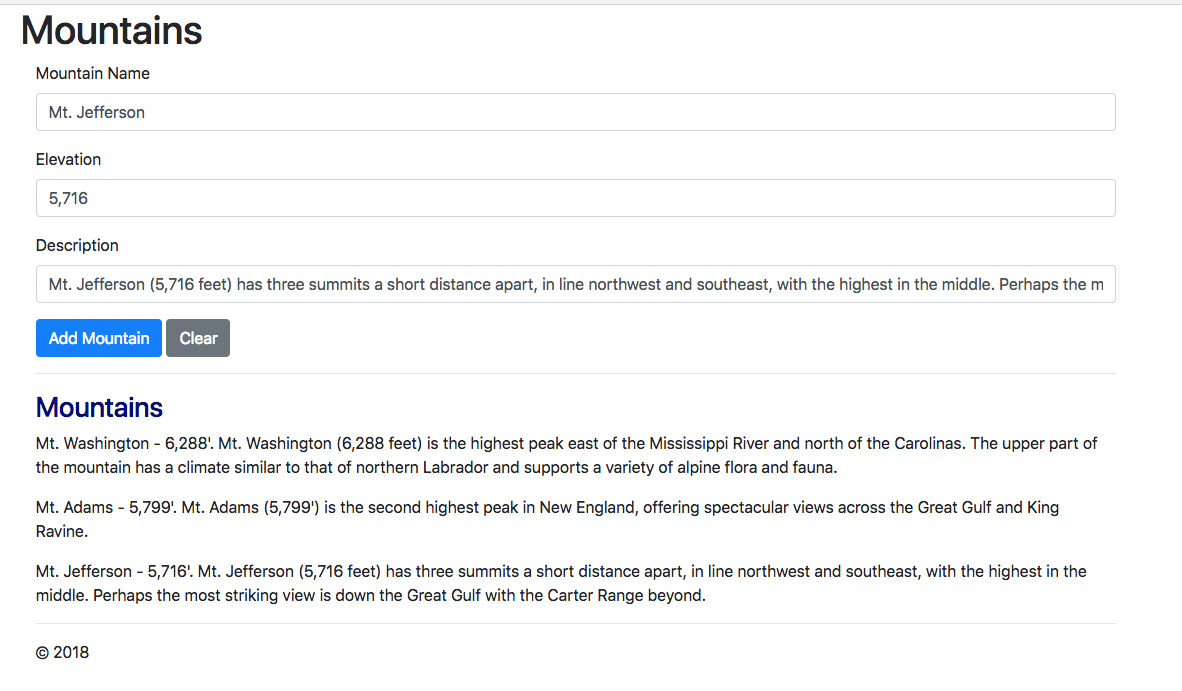 Mountains
Mountain Name
Mt. Jefferson
Elevation
5,716
Description
Mt. Jefferson (5,716 feet) has three summits a short distance apart, in line northwest and southeast, with the highest in the middle. Perhaps the m
Add Mountain Clear
Mountains
Mt. Washington - 6,288'. Mt. Washington (6,288 feet) is the highest peak east of the Mississippi River and north of the Carolinas. The upper part of
the mountain has a climate similar to that of northern Labrador and supports a variety of alpine flora and fauna.
Mt. Adams - 5,799'. Mt. Adams (5,799') is the second highest peak in New England, offering spectacular views across the Great Gulf and King
Ravine.
Mt. Jefferson - 5,716'. Mt. Jefferson (5,716 feet) has three summits a short distance apart, in line northwest and southeast, with the highest in the
middle. Perhaps the most striking view is down the Great Gulf with the Carter Range beyond.
© 2018